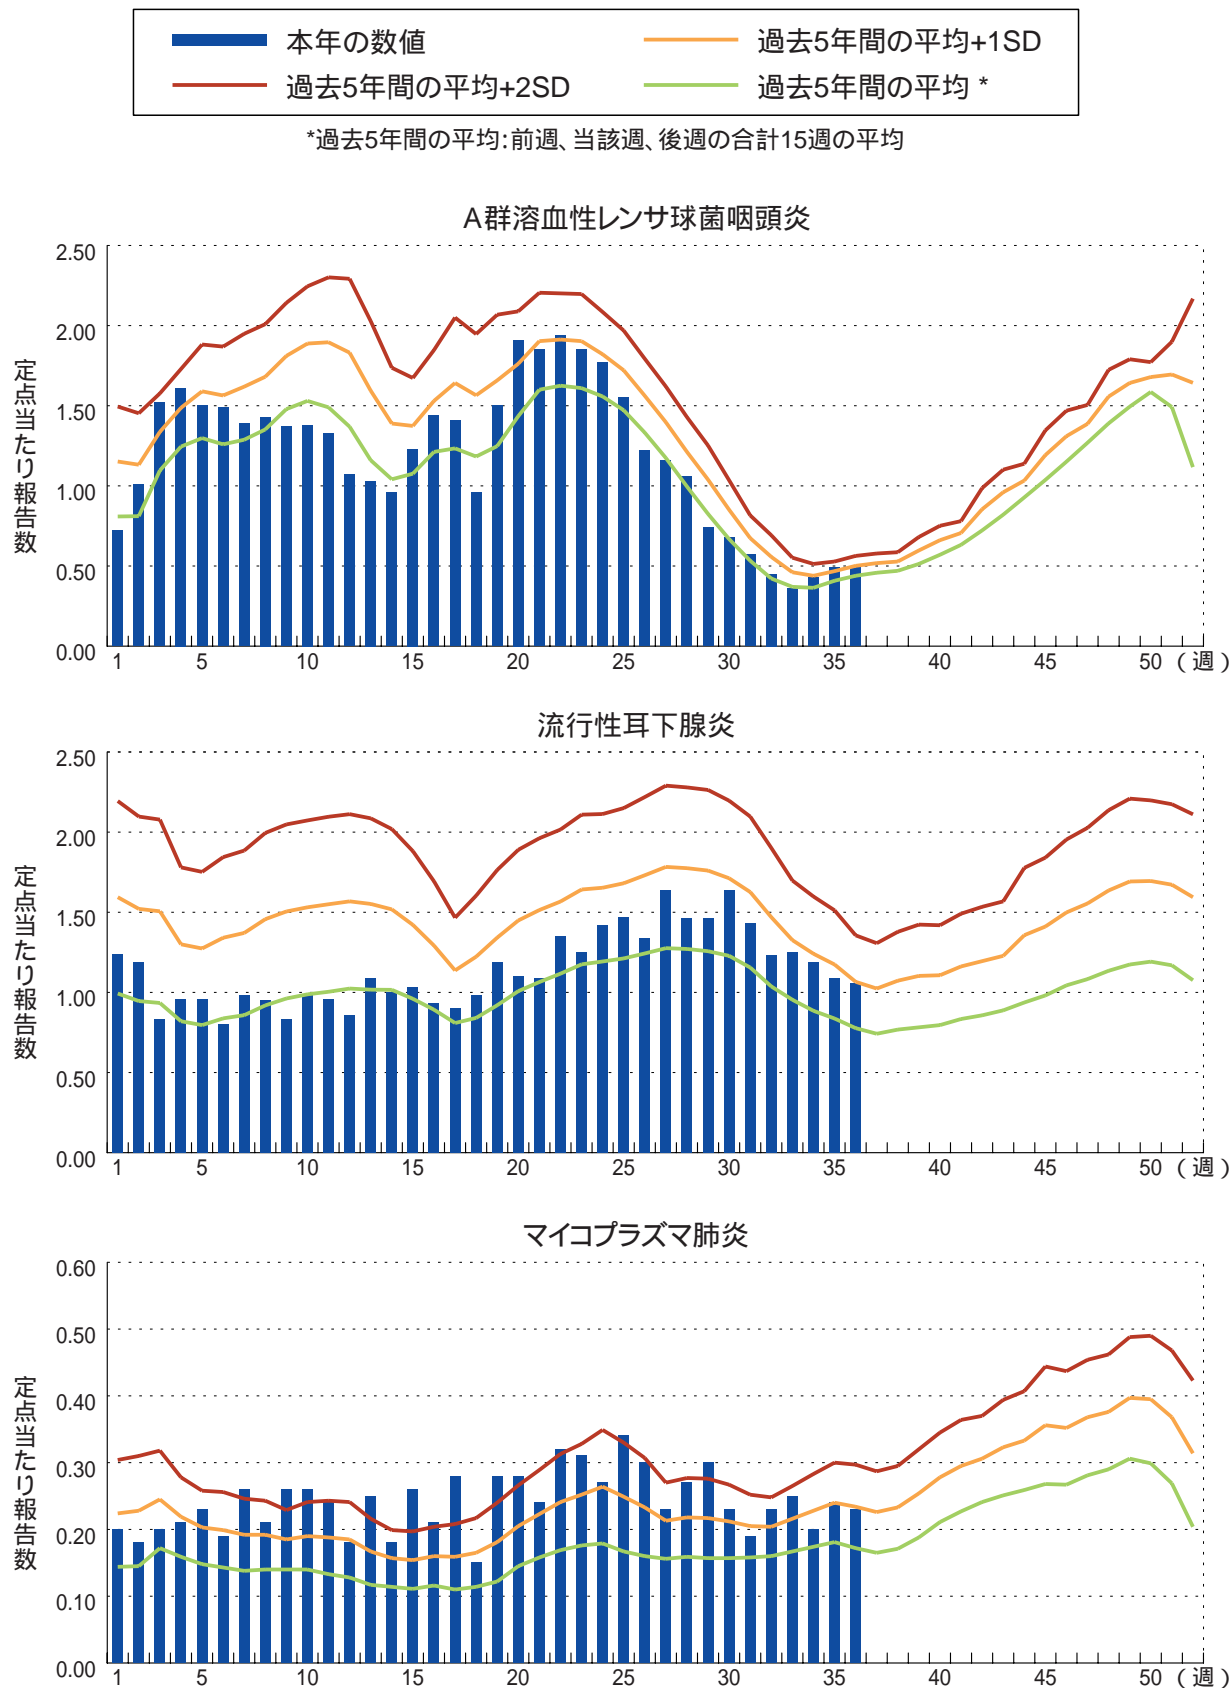 本年の数値
過去5年間の平均+1SD
過去5年間の平均+2SD
過去5年間の平均 *
*過去5年間の平均:前週、当該週、後週の合計15週の平均
A群溶血性レンサ球菌咽頭炎
定点当たり報告数
2.50
2.00
1.50
1.00
0.50
0.00
1 5 10 15 20 25 30 35 40 45 50 (週)
流行性耳下腺炎
定点当たり報告数
2.50
2.00
1.50
1.00
0.50
0.00
1 5 10 15 20 25 30 35 40 45 50 (週)
マイコプラズマ肺炎
定点当たり報告数
0.60
0.50
0.40
0.30
0.20
0.10
0.00
1 5 10 15 20 25 30 35 40 45 50 (週)